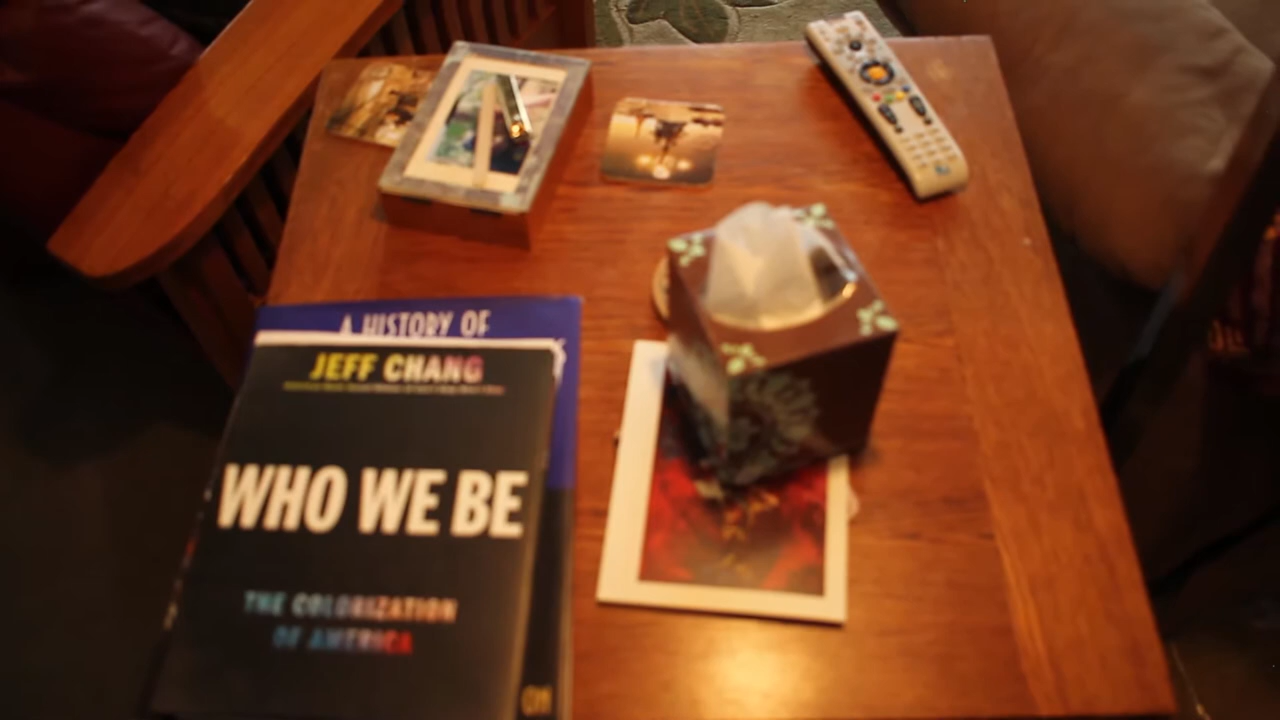 A HISTORY OF
JEFF CHANG
WHO WE BE
THE COLORIZATION
OF AMERICA